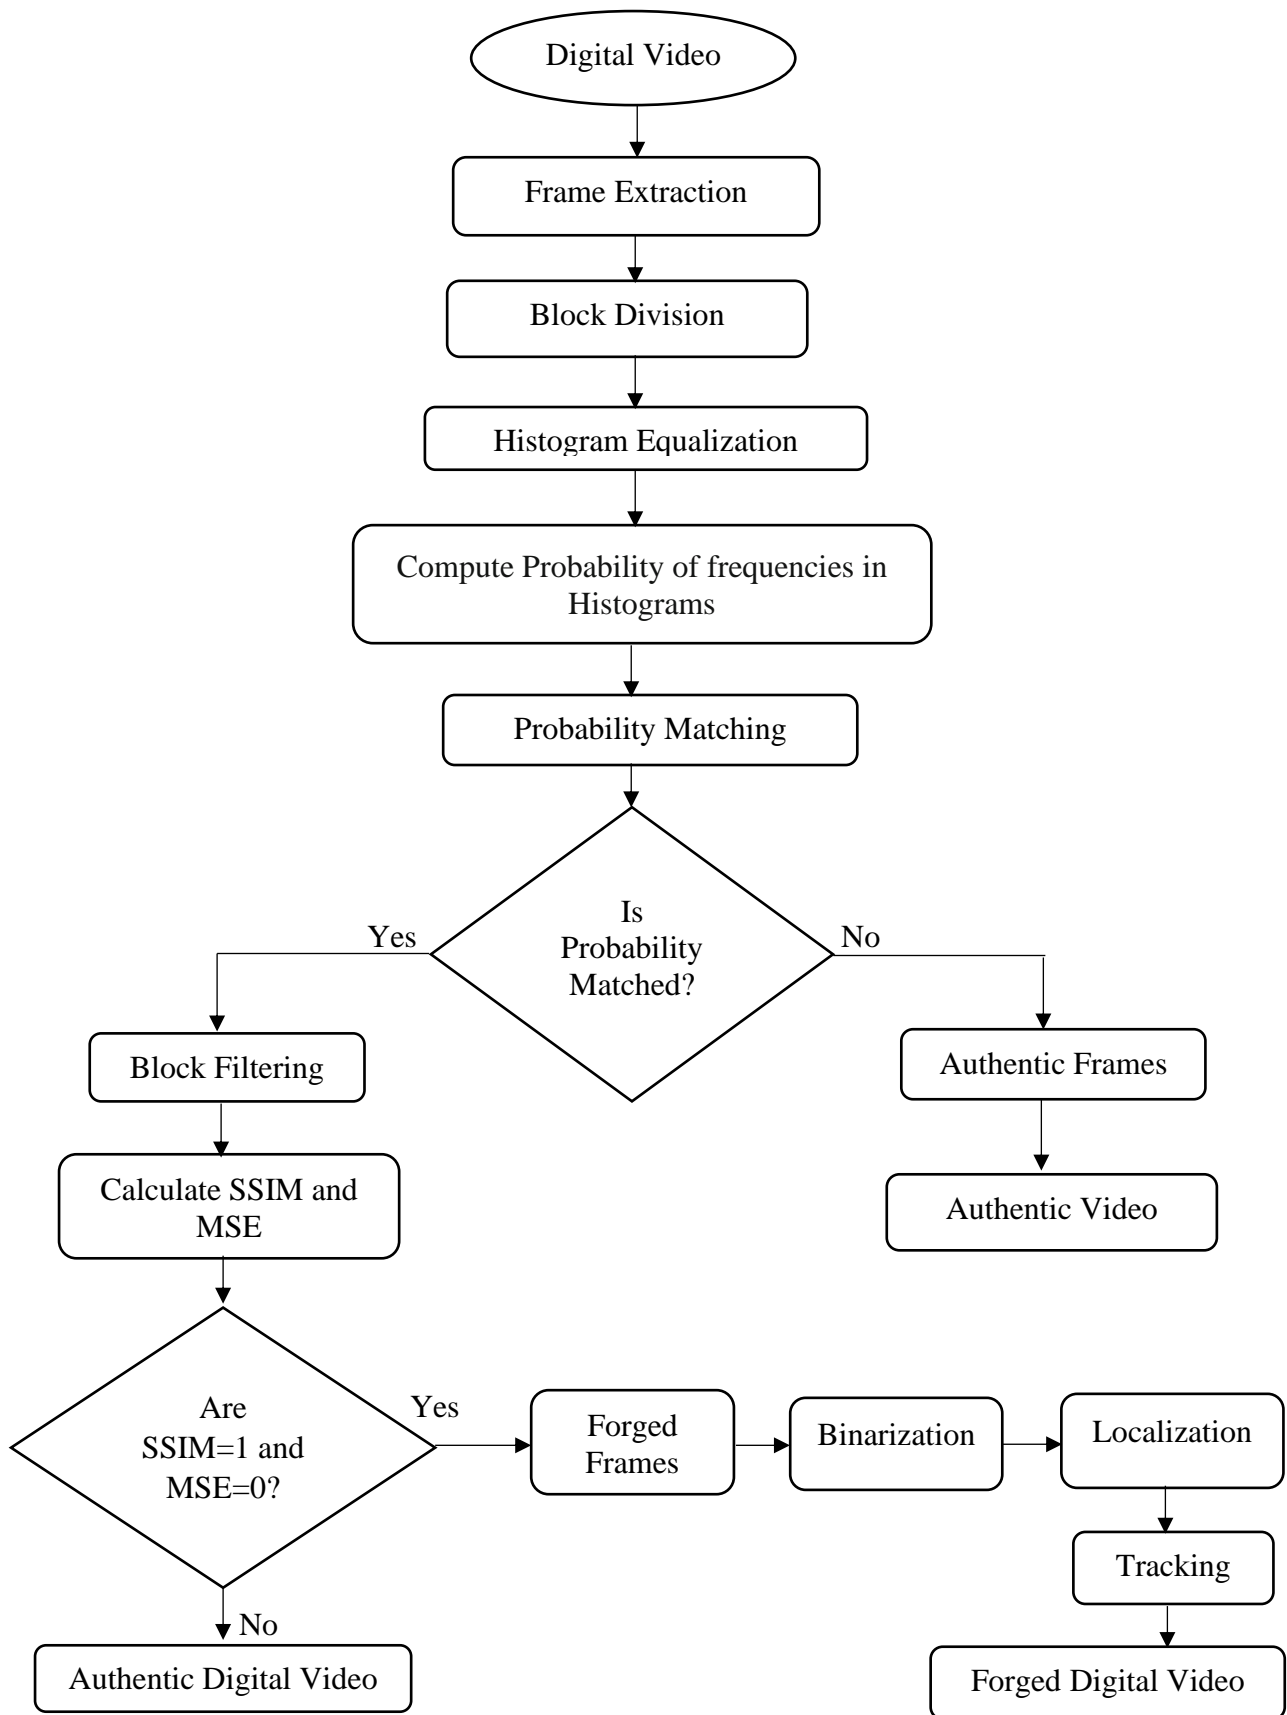 Digital Video
Frame Extraction
Block Division
Histogram Equalization
Compute Probability of frequencies in
Histograms
Probability Matching
Is
Probability
Matched?
Yes
No
Block Filtering
Authentic Frames
Calculate SSIM and
MSE
Authentic Video
Are
SSIM=1 and
MSE=0?
Yes
Forged
Frames
Binarization
Localization
Tracking
No
Authentic Digital Video
Forged Digital Video